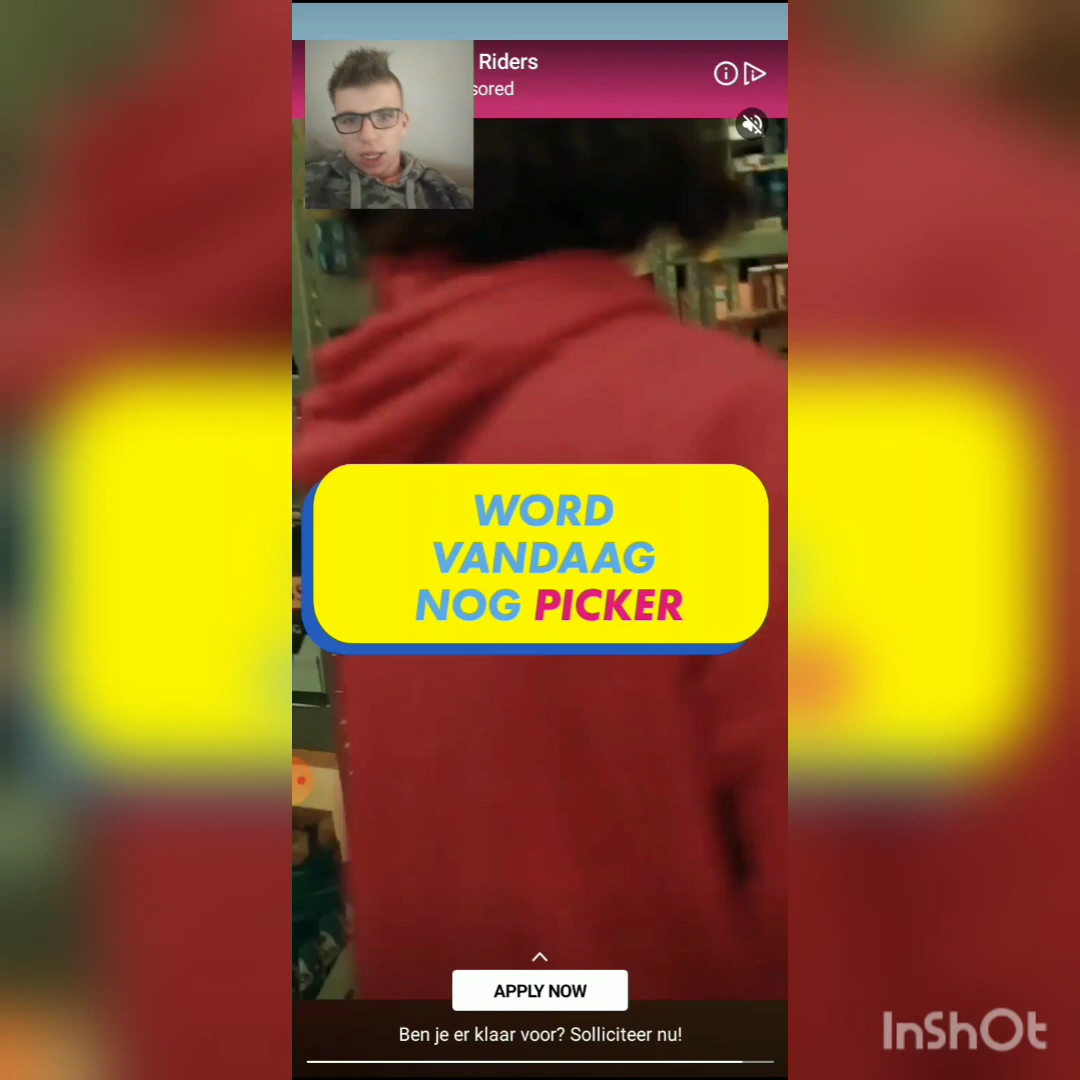 Riders
sored
WORD
VANDAAG
NOG PICKER
APPLY NOW
Ben je er klaar voor? Solliciteer nu!
InShOt